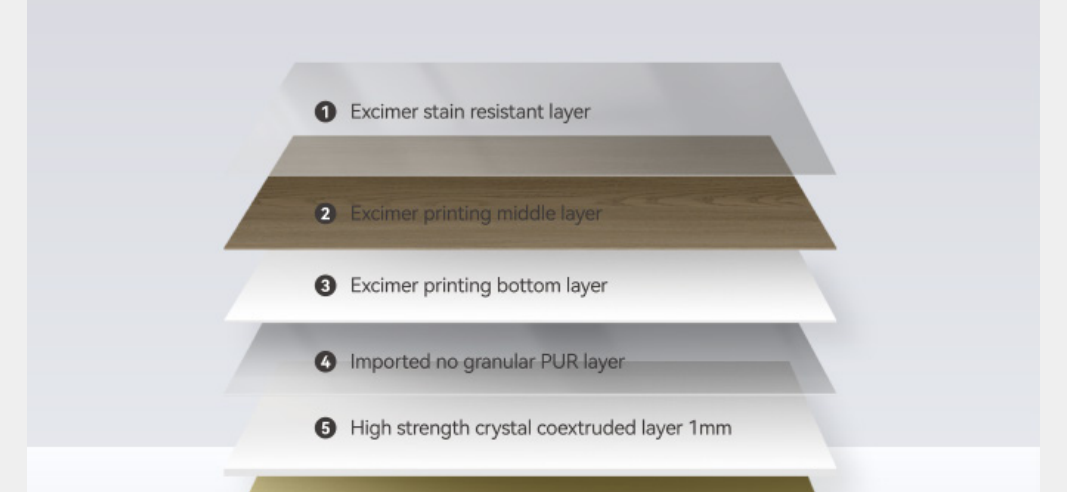 1 Excimer stain resistant layer
2 Excimer printing middle layer
3 Excimer printing bottom layer
4 Imported no granular PUR layer
5 High strength crystal coextruded layer 1mm